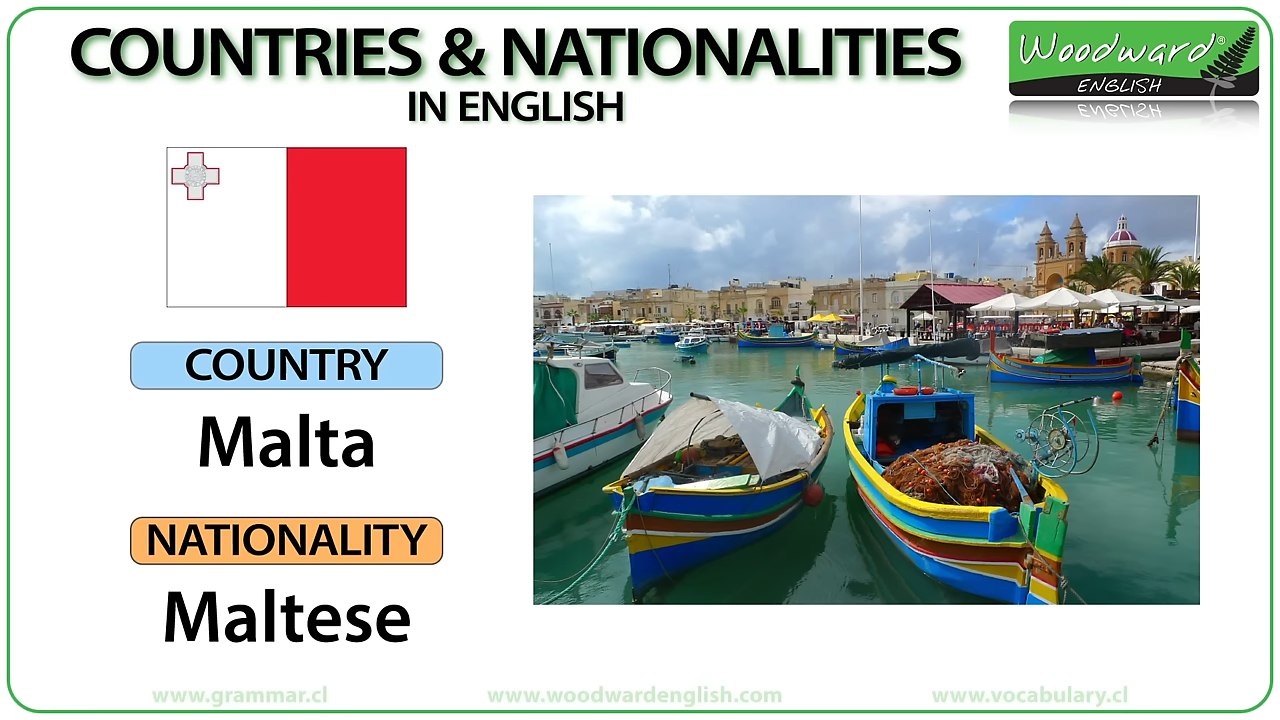 COUNTRIES & NATIONALITIES
IN ENGLISH
Woodward®
ENGLISH
COUNTRY
Malta
NATIONALITY
Maltese
www.grammar.cl
www.woodwardenglish.com
www.vocabulary.cl